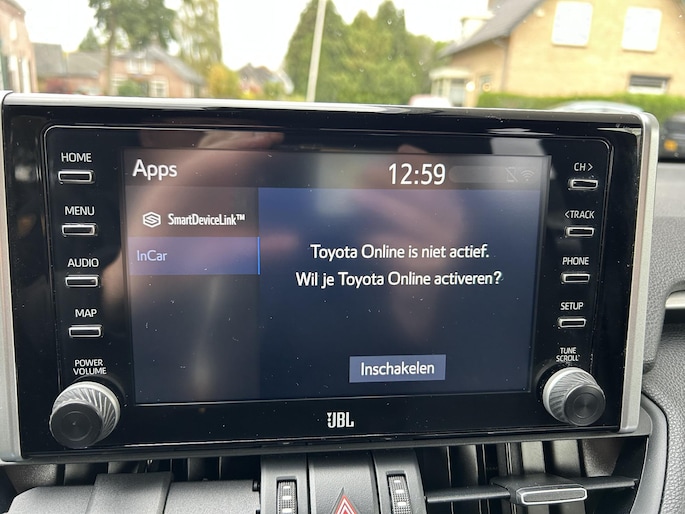 HOME
MENU
AUDIO
MAP
POWER
VOLUME
Apps
12:59
SmartDeviceLink™
InCar
Toyota Online is niet actief.
Wil je Toyota Online activeren?
Inschakelen
CH >
< TRACK
PHONE
SETUP
TUNE
SCROLL
JBL